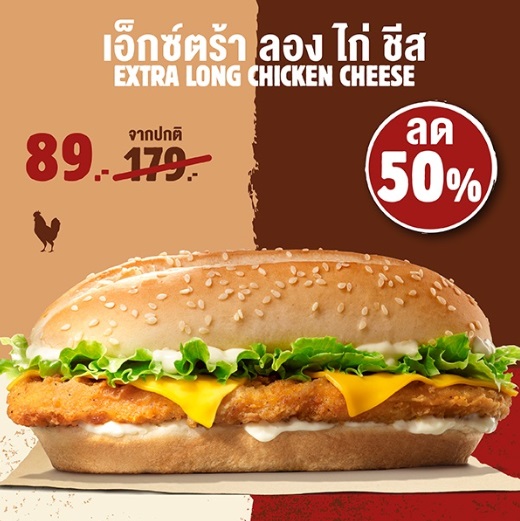 เอ็กซ์ตร้า ลอง ไก่ ชีส
EXTRA LONG CHICKEN CHEESE
จากปกติ
89.- 179.-
ลด
50%